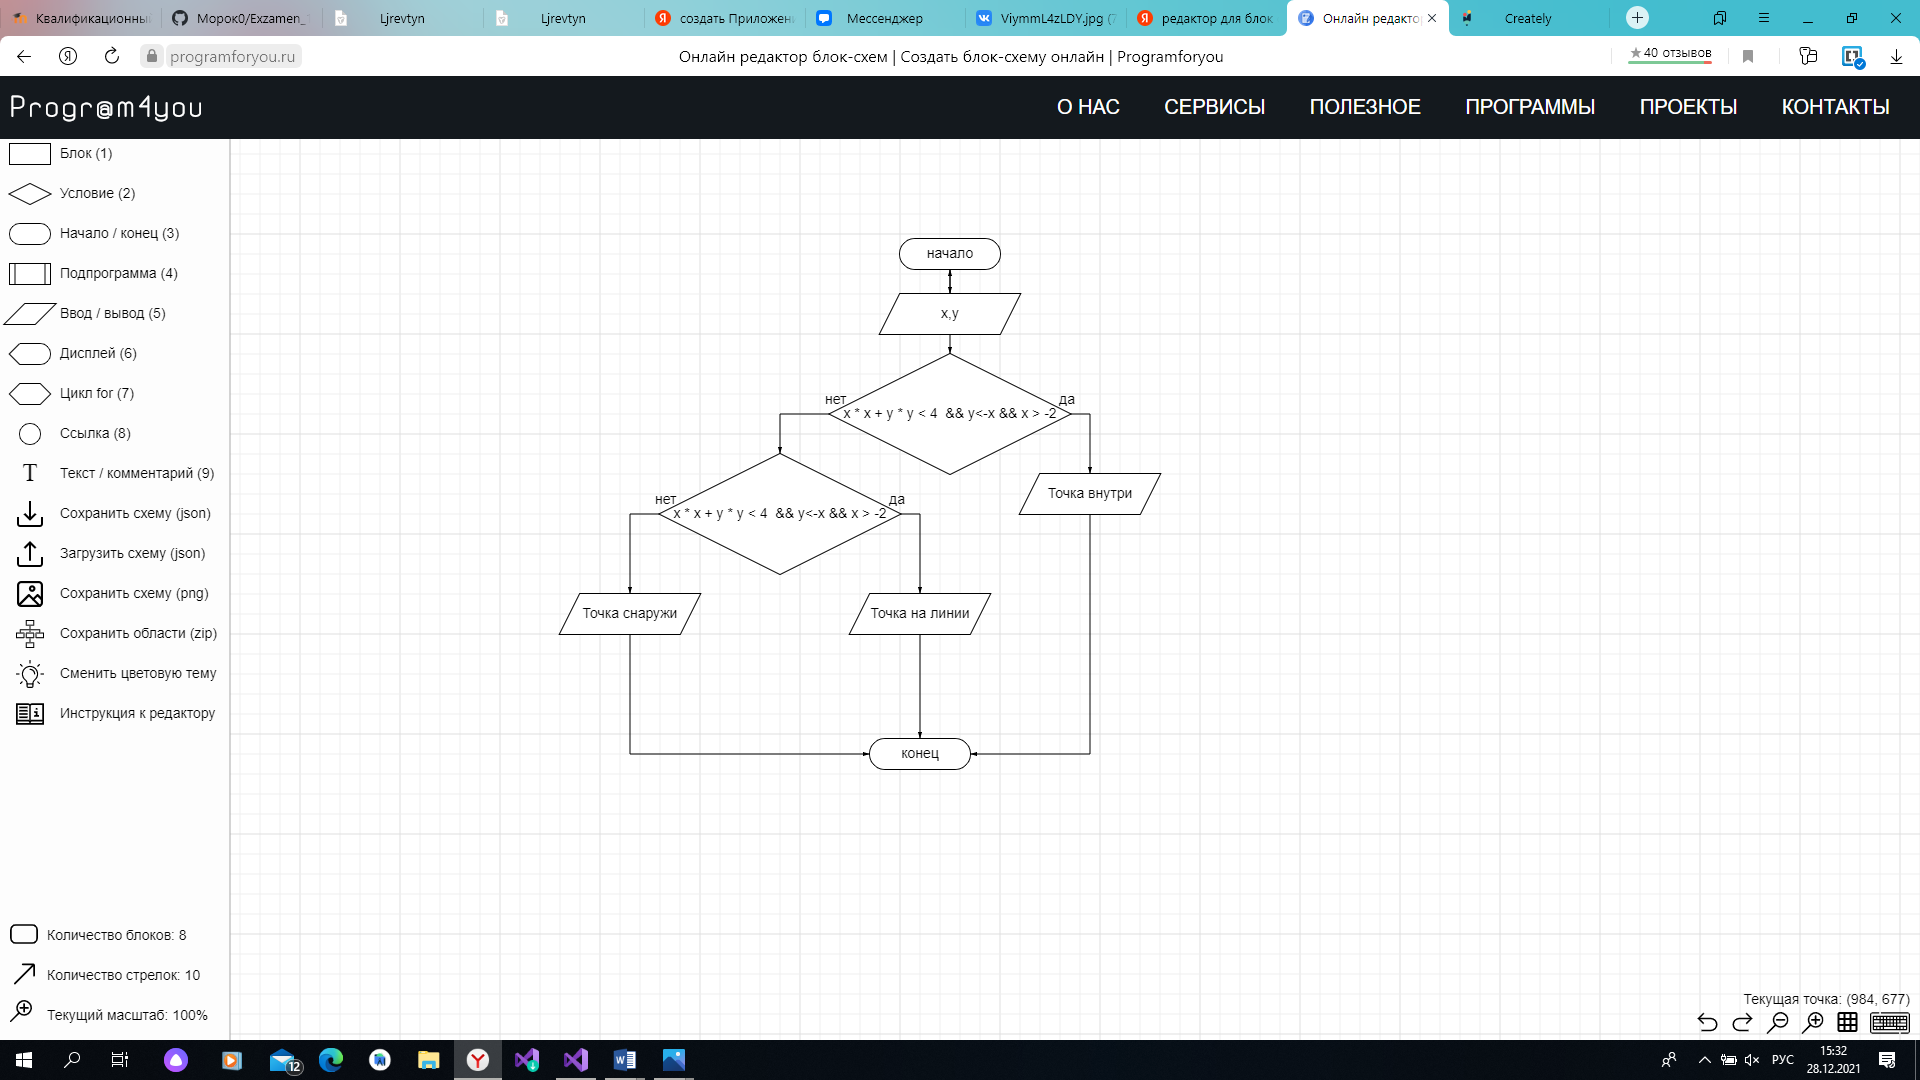 Квалификационный
Морок0/Exzamen_
Ljrevtyn
Ljrevtyn
создать Приложен
Мессенджер
ViymmL4zLDY.jpg (7
редактор для блок
Онлайн редактор
Creately
programforyou.ru
Онлайн редактор блок-схем | Создать блок-схему онлайн | Programforyou
★40 отзывов
Progr@m4you
О НАС
СЕРВИСЫ
ПОЛЕЗНОЕ
ПРОГРАММЫ
ПРОЕКТЫ
КОНТАКТЫ
Блок (1)
Условие (2)
Начало / конец (3)
Подпрограмма (4)
Ввод / вывод (5)
Дисплей (6)
Цикл for (7)
Ссылка (8)
Текст / комментарий (9)
Сохранить схему (json)
Загрузить схему (json)
Сохранить схему (png)
Сохранить области (zip)
Сменить цветовую тему
Инструкция к редактору
Количество блоков: 8
Количество стрелок: 10
Текущий масштаб: 100%
начало
x,y
нет
да
x * x + y * y < 4 && y<-x && x > -2
Точка внутри
нет
да
x * x + y * y < 4 && y<-x && x > -2
Точка снаружи
Точка на линии
конец
Текущая точка: (984, 677)
12
РУС
15:32
28.12.2021